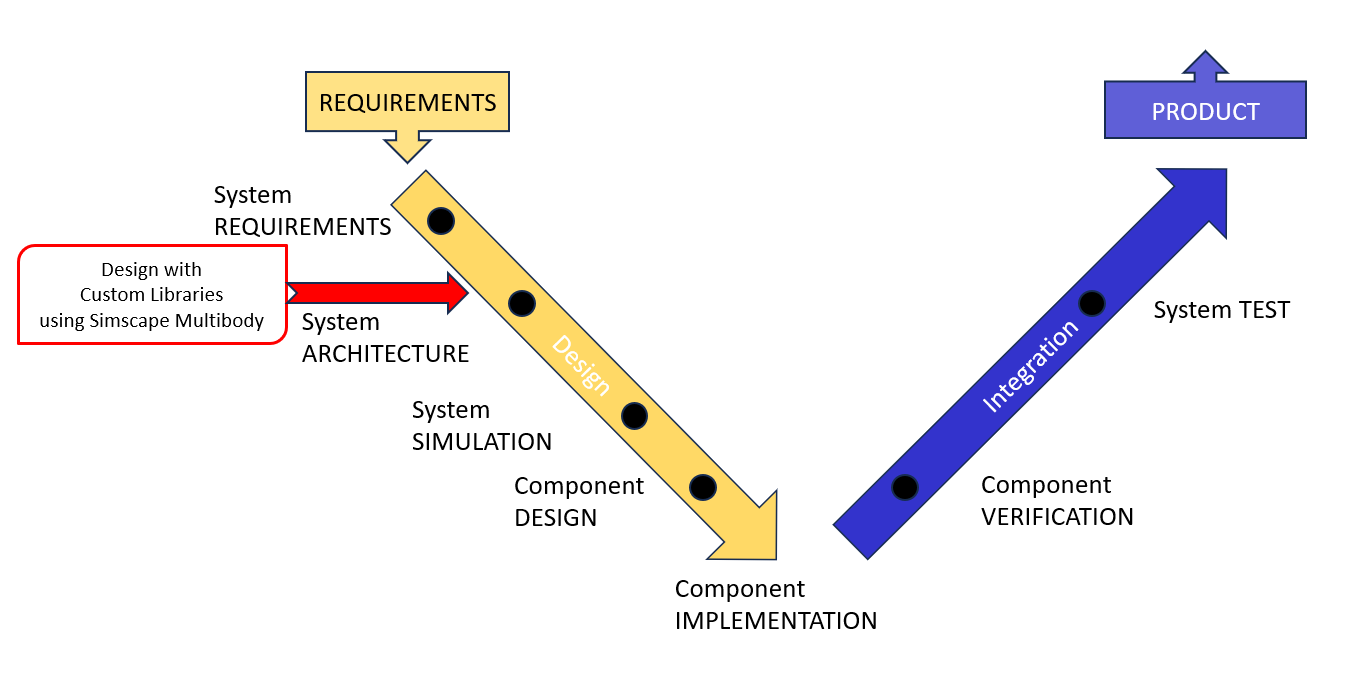 REQUIREMENTS
PRODUCT
System
REQUIREMENTS
Design with
Custom Libraries
using Simscape Multibody
System
ARCHITECTURE
Design
System
SIMULATION
Component
DESIGN
Component
IMPLEMENTATION
Integration
System TEST
Component
VERIFICATION